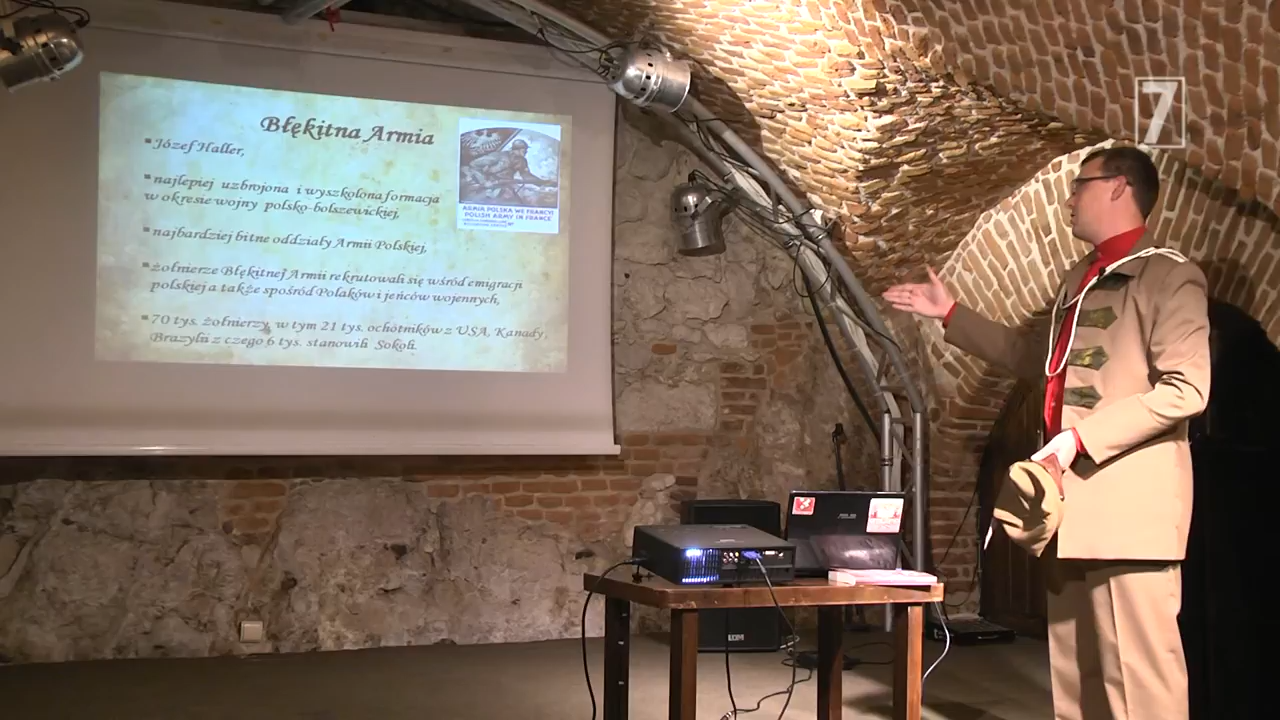 7
Błękitna Armia
Józef Haller,
najlepiej uzbrojona i wyszkolona formacja
w okresie wojny polsko-bolszewickiej,
najbardziej bitne oddziały Armii Polskiej,
żołnierze Błękitnej Armii rekrutowali się wśród emigracji
polskiej a także spośród Polaków i jeńców wojennych,
70 tys. żołnierzy, w tym 21 tys. ochotników z USA, Kanady,
Brazylii z czego 6 tys. stanowili Sokoli.
ARMIA POLSKA WE FRANCYI
POLISH ARMY IN FRANCE